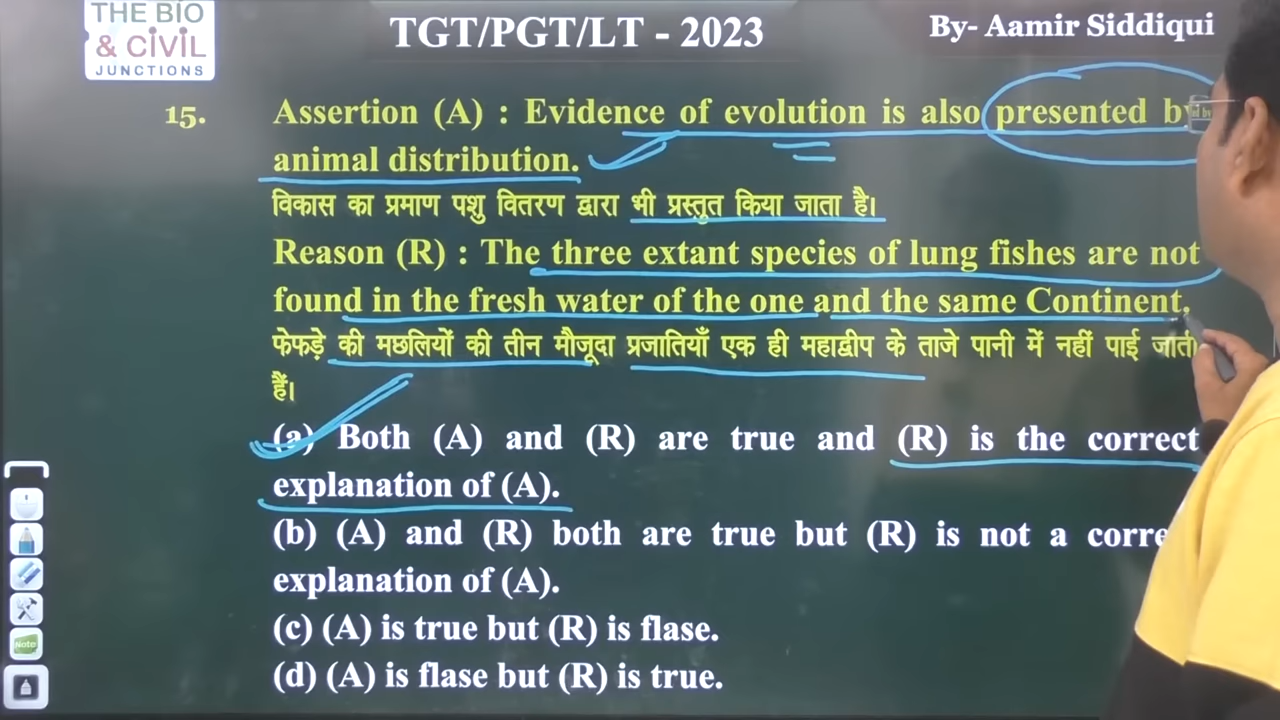 THE BIO
& CIVIL
JUNCTIONS
TGT/PGT/LT - 2023
By- Aamir Siddiqui
15. Assertion (A) : Evidence of evolution is also presented by
animal distribution.
विकास का प्रमाण पशु वितरण द्वारा भी प्रस्तुत किया जाता है।
Reason (R) : The three extant species of lung fishes are not
found in the fresh water of the one and the same Continent.
फेफड़े की मछलियों की तीन मौजूदा प्रजातियाँ एक ही महाद्वीप के ताजे पानी में नहीं पाई जाती
हैं।
(a) Both (A) and (R) are true and (R) is the correct
explanation of (A).
(b) (A) and (R) both are true but (R) is not a corre
explanation of (A).
(c) (A) is true but (R) is flase.
(d) (A) is flase but (R) is true.
Note